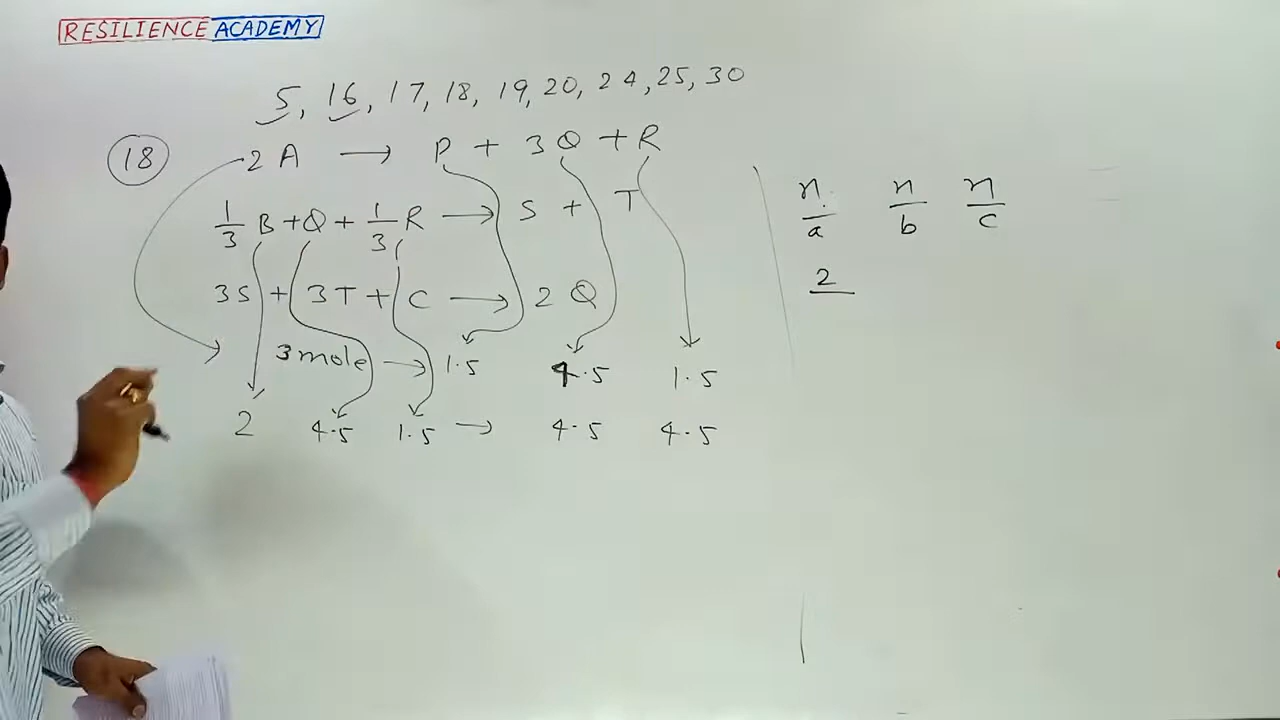 RESILIENCE ACADEMY
5, 16, 17, 18, 19, 20, 24, 25, 30
18
2A → P + 3Q + R
1/3 B + Q + 1/3 R → S + T
3S + 3T + C → 2Q
3 mole → 1.5 4.5 1.5
2 4.5 1.5 → 4.5 4.5
n/a n/b n/c
2